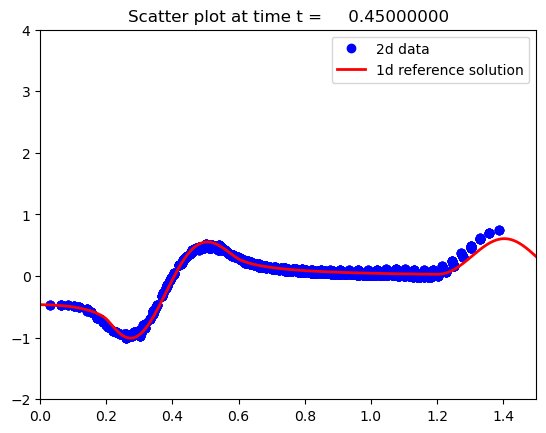 Scatter plot at time t =     0.45000000
2d data
1d reference solution
4
3
2
1
0
−1
−2
0.0 0.2 0.4 0.6 0.8 1.0 1.2 1.4